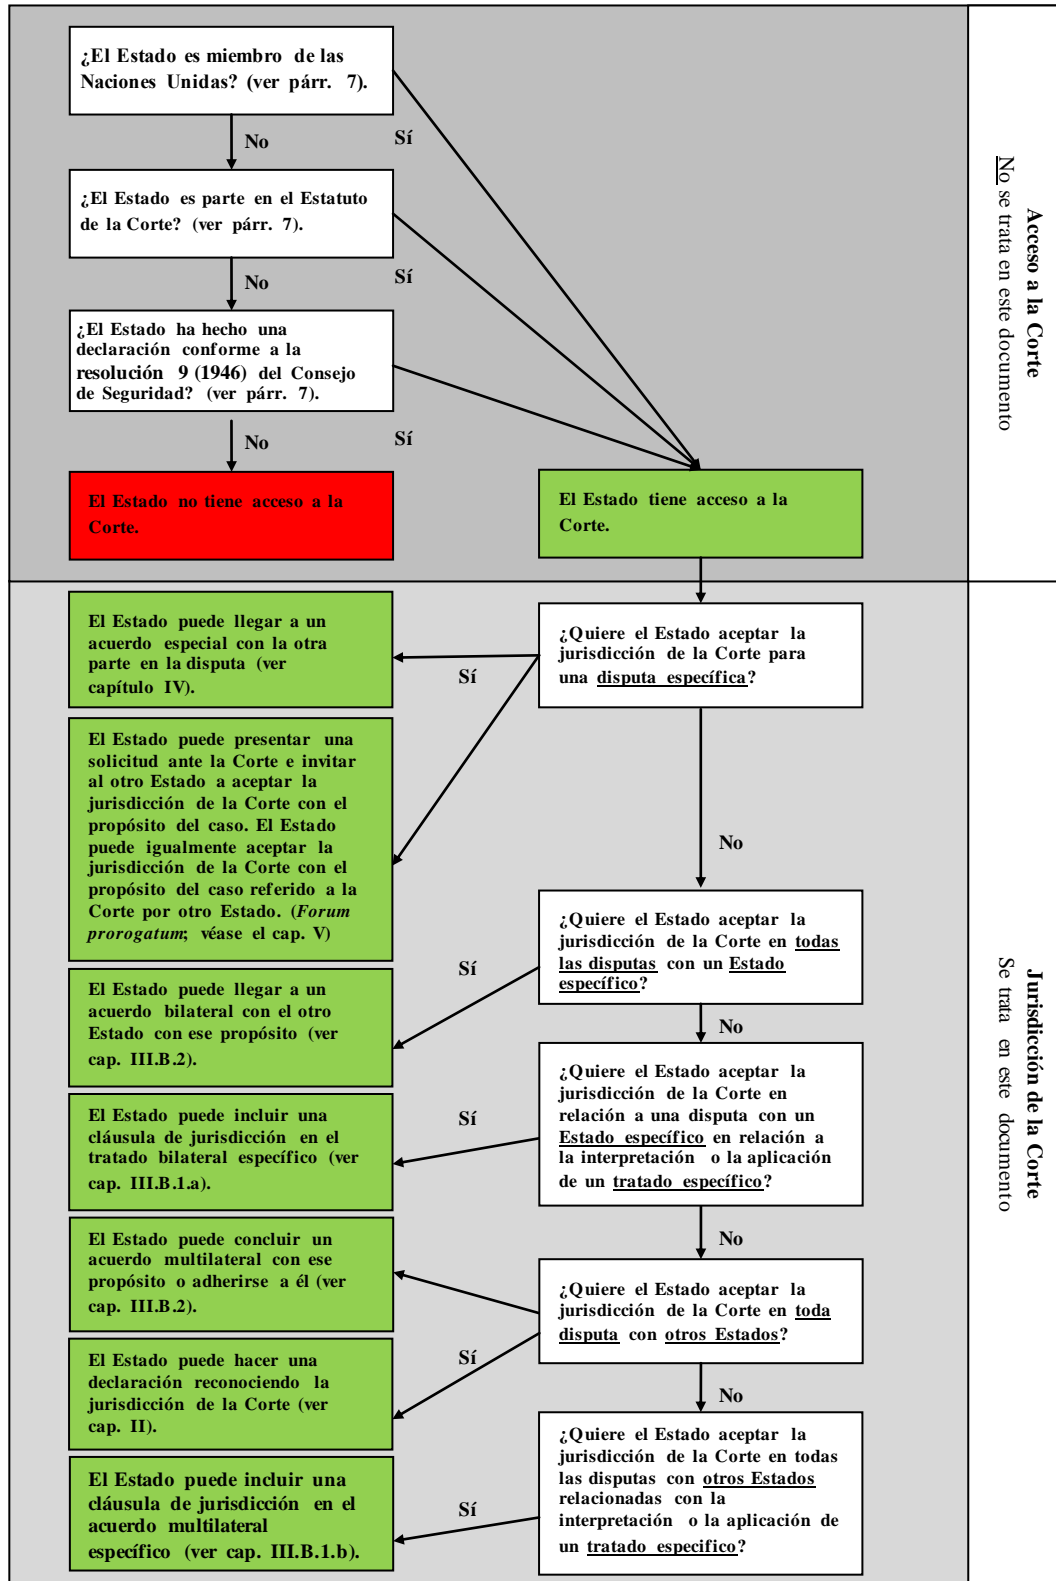 ¿El Estado es miembro de las
Naciones Unidas? (ver párr. 7).
No
Sí
¿El Estado es parte en el Estatuto
de la Corte? (ver párr. 7).
No
Sí
¿El Estado ha hecho una
declaración conforme a la
resolución 9 (1946) del Consejo
de Seguridad? (ver párr. 7).
No
Sí
El Estado no tiene acceso a la
Corte.
El Estado tiene acceso a la
Corte.
Acceso a la Corte
No se trata en este documento
¿Quiere el Estado aceptar la
jurisdicción de la Corte para
una disputa específica?
Sí
El Estado puede llegar a un
acuerdo especial con la otra
parte en la disputa (ver
capítulo IV).
El Estado puede presentar una
solicitud ante la Corte e invitar
al otro Estado a aceptar la
jurisdicción de la Corte con el
propósito del caso. El Estado
puede igualmente aceptar la
jurisdicción de la Corte con el
propósito del caso referido a la
Corte por otro Estado. (Forum
prorogatum; véase el cap. V)
No
¿Quiere el Estado aceptar la
jurisdicción de la Corte en todas
las disputas con un Estado
específico?
Sí
El Estado puede llegar a un
acuerdo bilateral con el otro
Estado con ese propósito (ver
cap. III.B.2).
No
¿Quiere el Estado aceptar la
jurisdicción de la Corte en
relación a una disputa con un
Estado específico en relación a
la interpretación o la aplicación
de un tratado específico?
Sí
El Estado puede incluir una
cláusula de jurisdicción en el
tratado bilateral específico (ver
cap. III.B.1.a).
No
¿Quiere el Estado aceptar la
jurisdicción de la Corte en toda
disputa con otros Estados?
Sí
El Estado puede concluir un
acuerdo multilateral con ese
propósito o adherirse a él (ver
cap. III.B.2).
El Estado puede hacer una
declaración reconociendo la
jurisdicción de la Corte (ver
cap. II).
No
¿Quiere el Estado aceptar la
jurisdicción de la Corte en todas
las disputas con otros Estados
relacionadas con la
interpretación o la aplicación de
un tratado especifico?
Sí
El Estado puede incluir una
cláusula de jurisdicción en el
acuerdo multilateral
específico (ver cap. III.B.1.b).
Jurisdicción de la Corte
Se trata en este documento